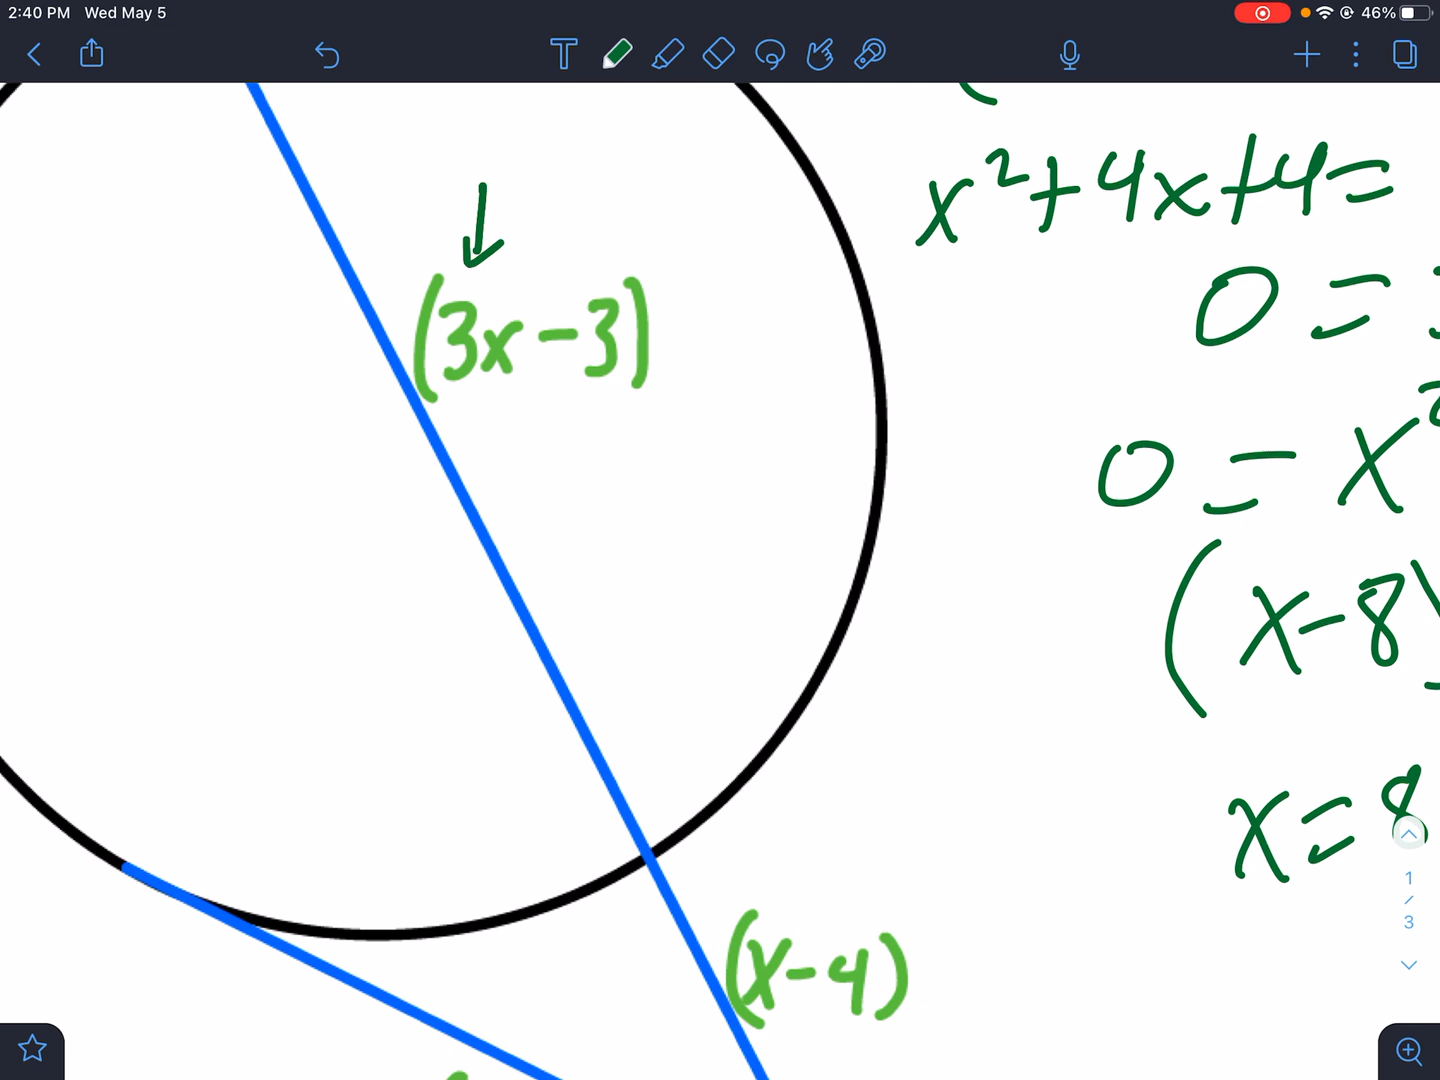 2:40 PM Wed May 5
46%
T
x²+4x+4=
(3x-3)
0 =
0 = x²
(x-8)
x=8
1
/
3
(x-4)